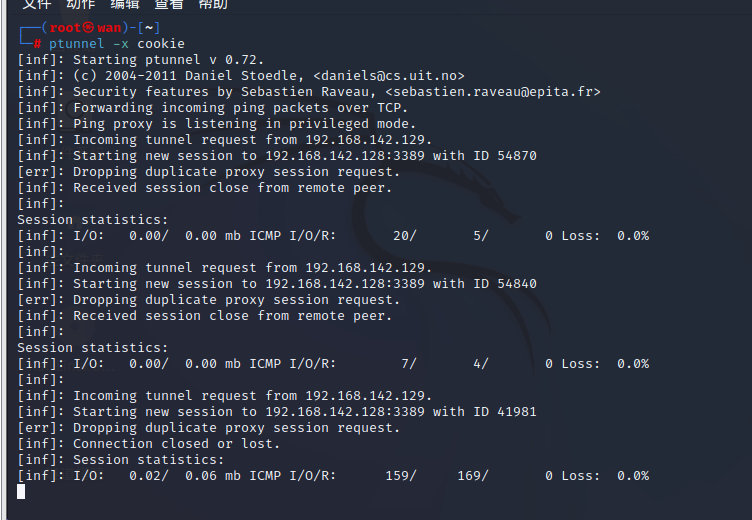 文件 动作 编辑 查看 帮助
┌──(root㉿wan)-[~]
└─# ptunnel -x cookie
[inf]: Starting ptunnel v 0.72.
[inf]: (c) 2004-2011 Daniel Stoedle, <daniels@cs.uit.no>
[inf]: Security features by Sebastien Raveau, <sebastien.raveau@epita.fr>
[inf]: Forwarding incoming ping packets over TCP.
[inf]: Ping proxy is listening in privileged mode.
[inf]: Incoming tunnel request from 192.168.142.129.
[inf]: Starting new session to 192.168.142.128:3389 with ID 54870
[err]: Dropping duplicate proxy session request.
[inf]: Received session close from remote peer.
[inf]:
Session statistics:
[inf]: I/O:   0.00/  0.00 mb ICMP I/O/R:       20/       5/       0 Loss:  0.0%
[inf]:
[inf]: Incoming tunnel request from 192.168.142.129.
[inf]: Starting new session to 192.168.142.128:3389 with ID 54840
[err]: Dropping duplicate proxy session request.
[inf]: Received session close from remote peer.
[inf]:
Session statistics:
[inf]: I/O:   0.00/  0.00 mb ICMP I/O/R:        7/       4/       0 Loss:  0.0%
[inf]:
[inf]: Incoming tunnel request from 192.168.142.129.
[inf]: Starting new session to 192.168.142.128:3389 with ID 41981
[err]: Dropping duplicate proxy session request.
[inf]: Connection closed or lost.
[inf]: Session statistics:
[inf]: I/O:   0.02/  0.06 mb ICMP I/O/R:      159/     169/       0 Loss:  0.0%